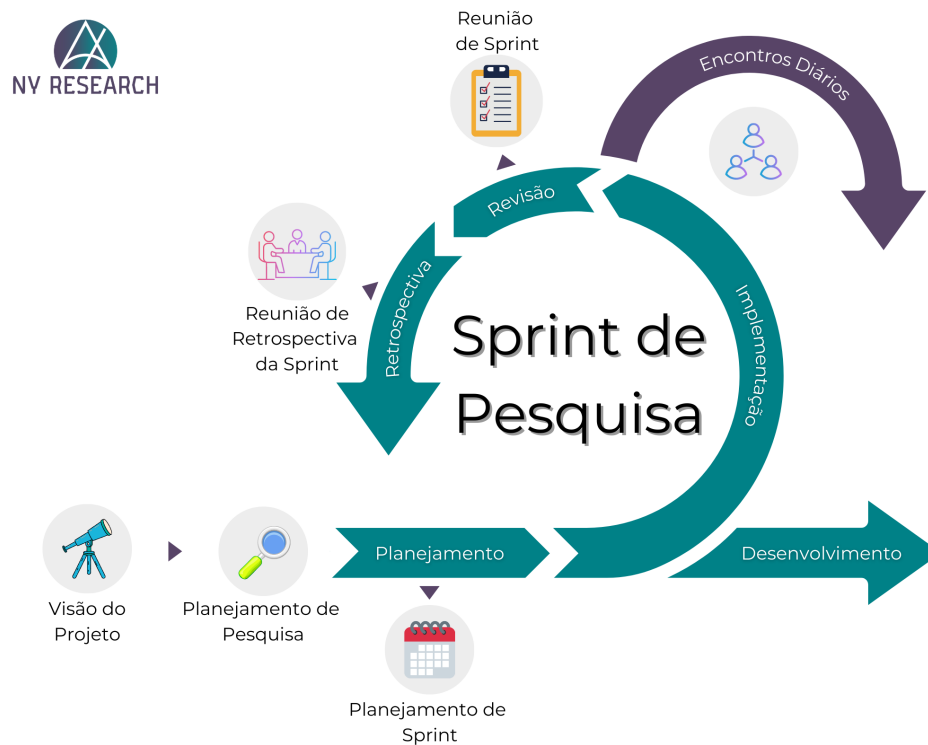 NV RESEARCH
Reunião
de Sprint
Encontros Diários
Revisão
Retrospectiva
Reunião de
Retrospectiva
da Sprint
Implementação
Sprint de
Pesquisa
Planejamento
Desenvolvimento
Visão do
Projeto
Planejamento de
Pesquisa
Planejamento de
Sprint